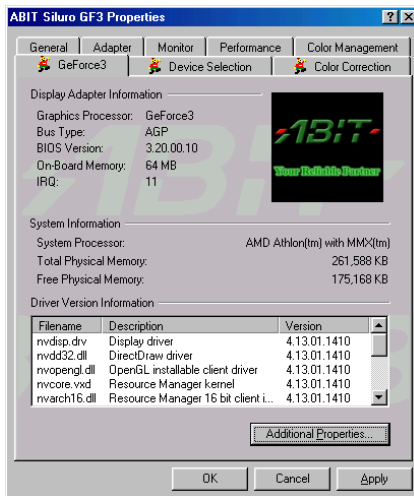 ABIT Siluro GF3 Properties
General Adapter Monitor Performance Color Management
GeForce3 Device Selection Color Correction
Display Adapter Information
Graphics Processor: GeForce3
Bus Type: AGP
BIOS Version: 3.20.00.10
On-Board Memory: 64 MB
IRQ: 11
ABIT
Your Reliable Partner
System Information
System Processor: AMD Athlon(tm) with MMX(tm)
Total Physical Memory: 261,588 KB
Free Physical Memory: 175,168 KB
Driver Version Information
Filename Description Version
nvdisp.drv Display driver 4.13.01.1410
nvdd32.dll DirectDraw driver 4.13.01.1410
nvopengl.dll OpenGL installable client driver 4.13.01.1410
nvcore.vxd Resource Manager kernel 4.13.01.1410
nvarch16.dll Resource Manager 16 bit client i... 4.13.01.1410
Additional Properties...
OK Cancel Apply